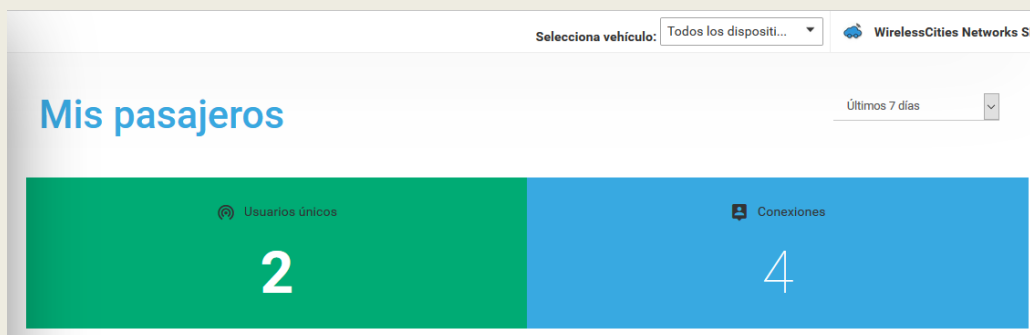 Selecciona vehículo: Todos los dispositi... WirelessCities Networks S
Mis pasajeros
Últimos 7 días
Usuarios únicos
Conexiones
2
4